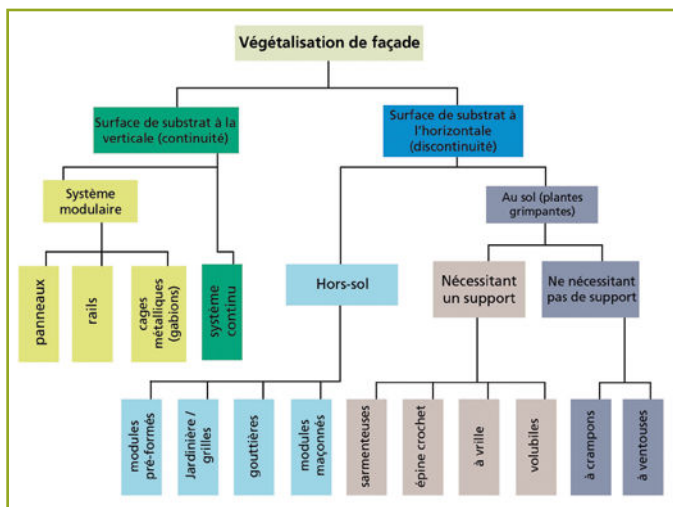 Végétalisation de façade
Surface de substrat à la
verticale (continuité)
Surface de substrat à
l'horizontale
(discontinuité)
Système
modulaire
Au sol (plantes
grimpantes)
panneaux
rails
cages
métalliques
(gabions)
système
continu
Hors-sol
Nécessitant
un support
Ne nécessitant
pas de support
modules
pré-formés
Jardinière /
grilles
gouttières
modules
maçonnés
sarmenteuses
épine crochet
à vrille
volubiles
à crampons
à ventouses